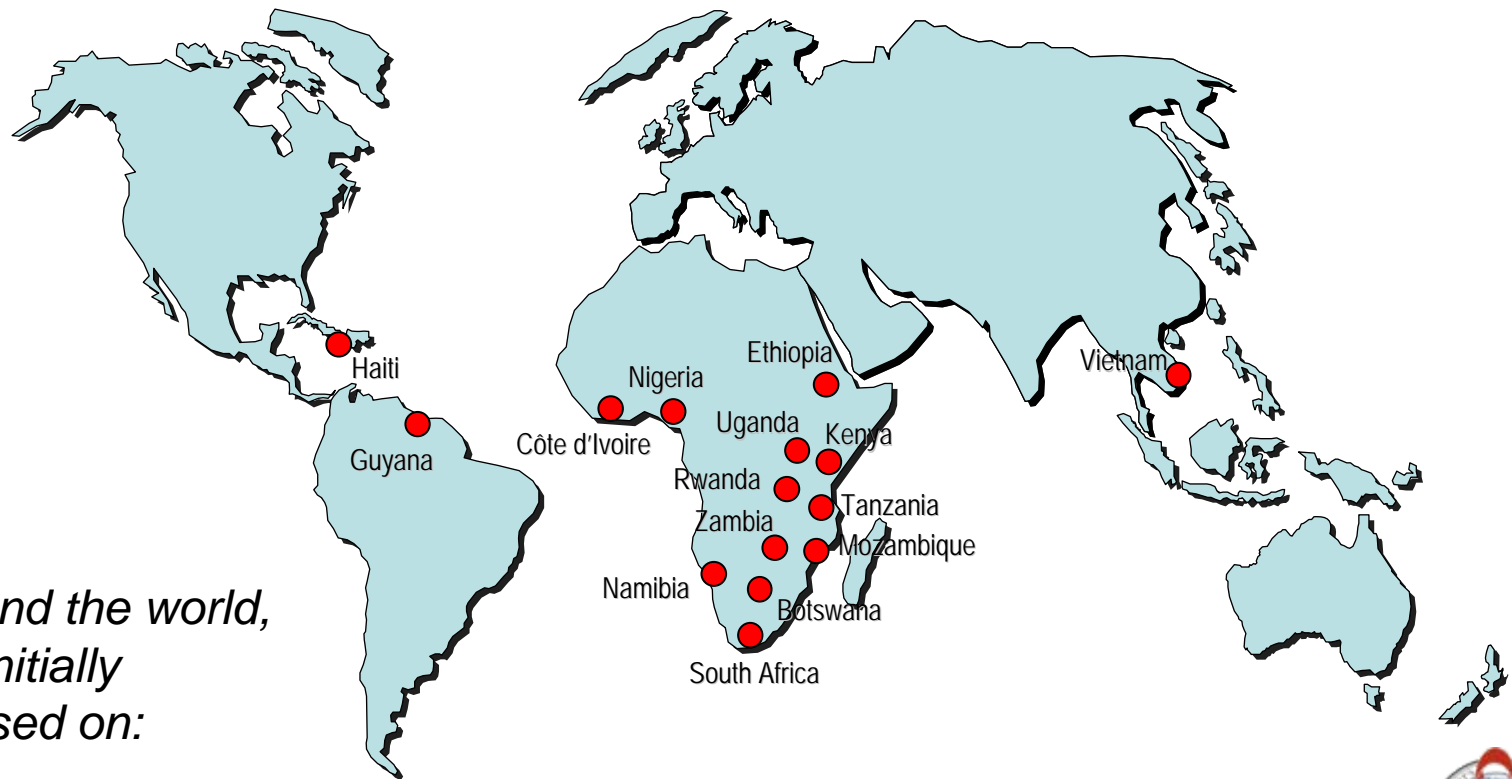 Haiti
Guyana
Ethiopia
Nigeria
Côte d'Ivoire
Uganda
Kenya
Rwanda
Tanzania
Zambia
Mozambique
Namibia
Botswana
South Africa
Vietnam
nd the world,
nitially
sed on: